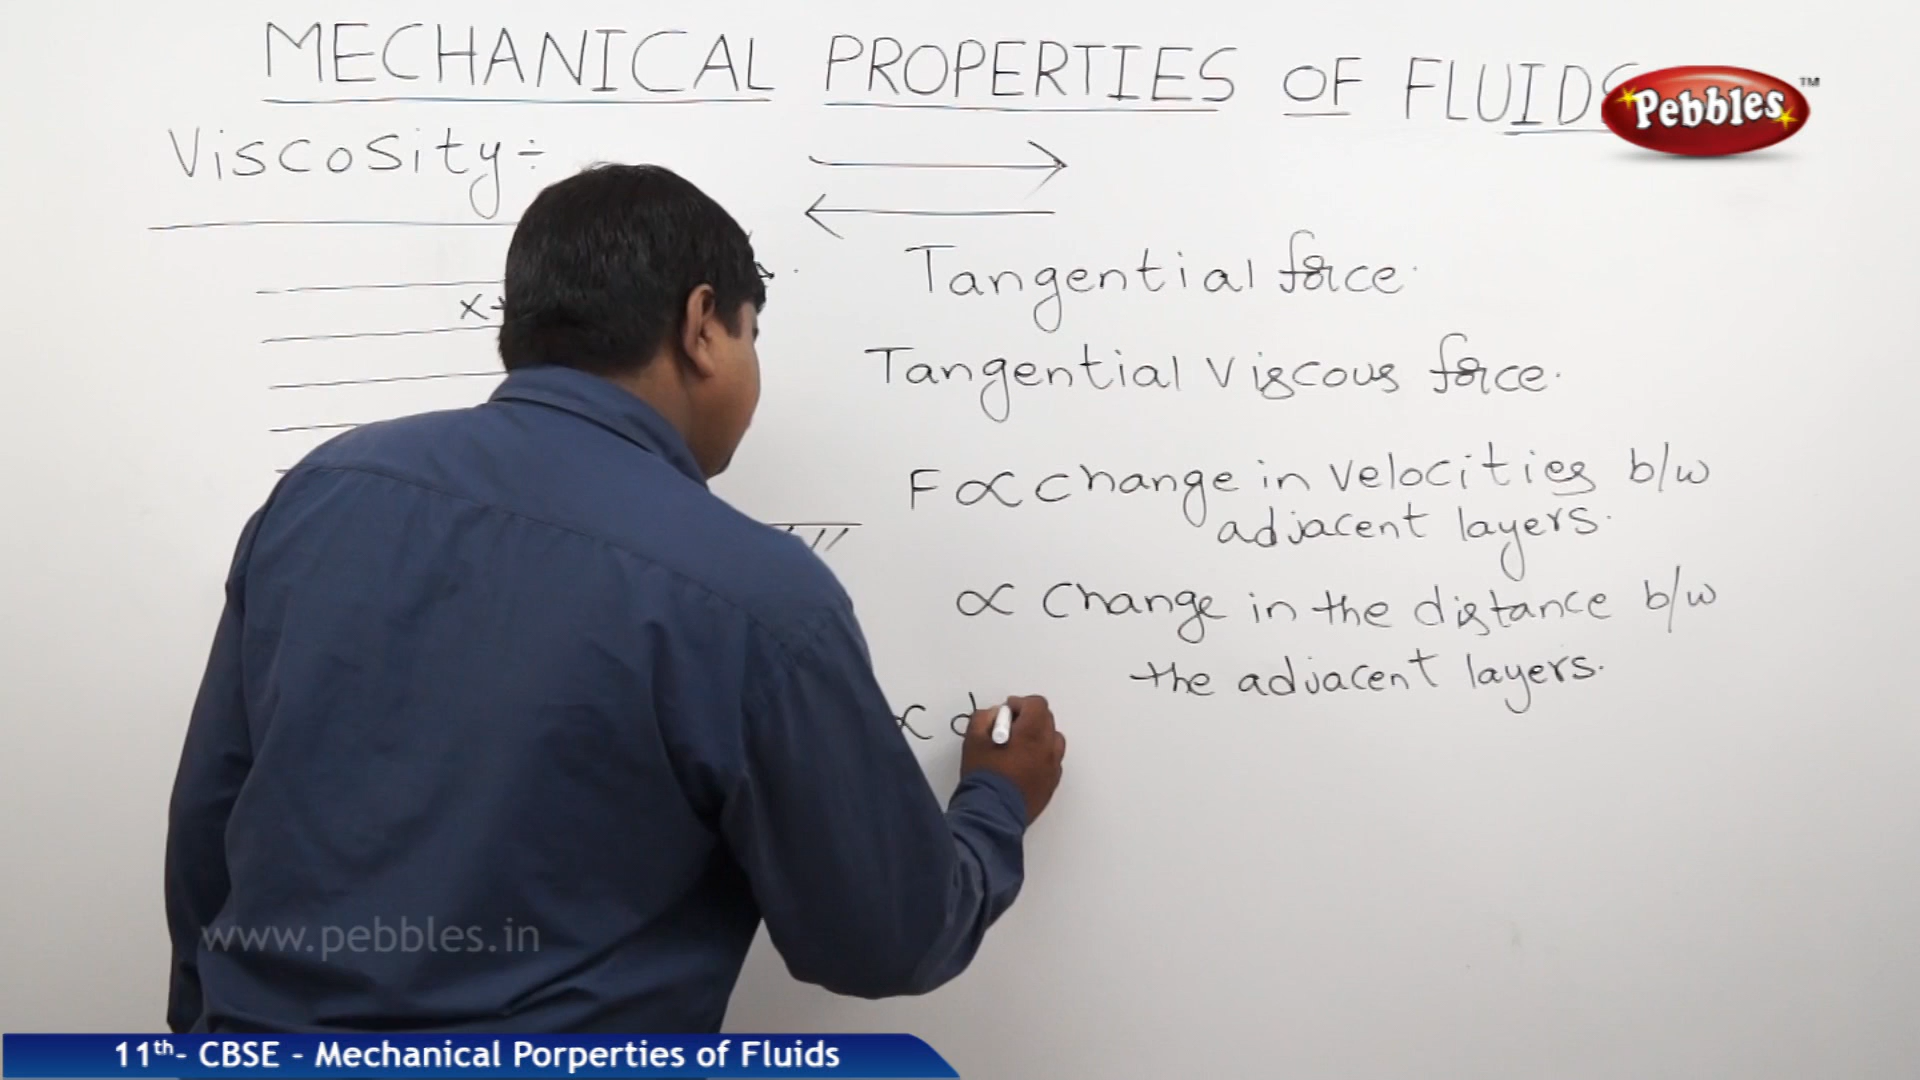 MECHANICAL PROPERTIES OF FLUIDS
Pebbles™
Viscosity ÷
Tangential force.
x
Tangential Viscous force.
F ∝ change in velocities b/w
adjacent layers.
∝ Change in the distance b/w
the adjacent layers.
∝ d
www.pebbles.in
11th- CBSE - Mechanical Porperties of Fluids